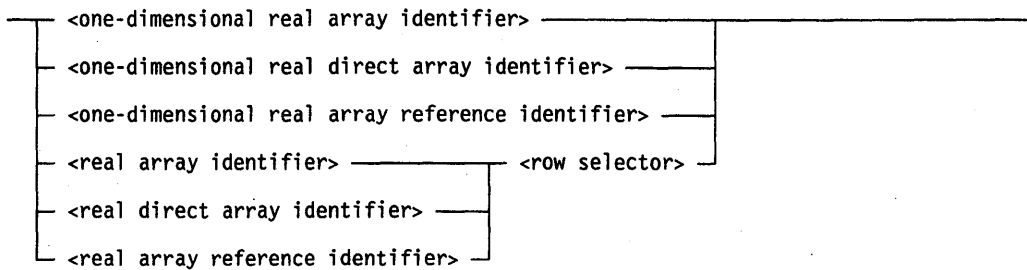 <one-dimensional real array identifier>
<one-dimensional real direct array identifier>
<one-dimensional real array reference identifier>
<real array identifier> <row selector>
<real direct array identifier>
<real array reference identifier>